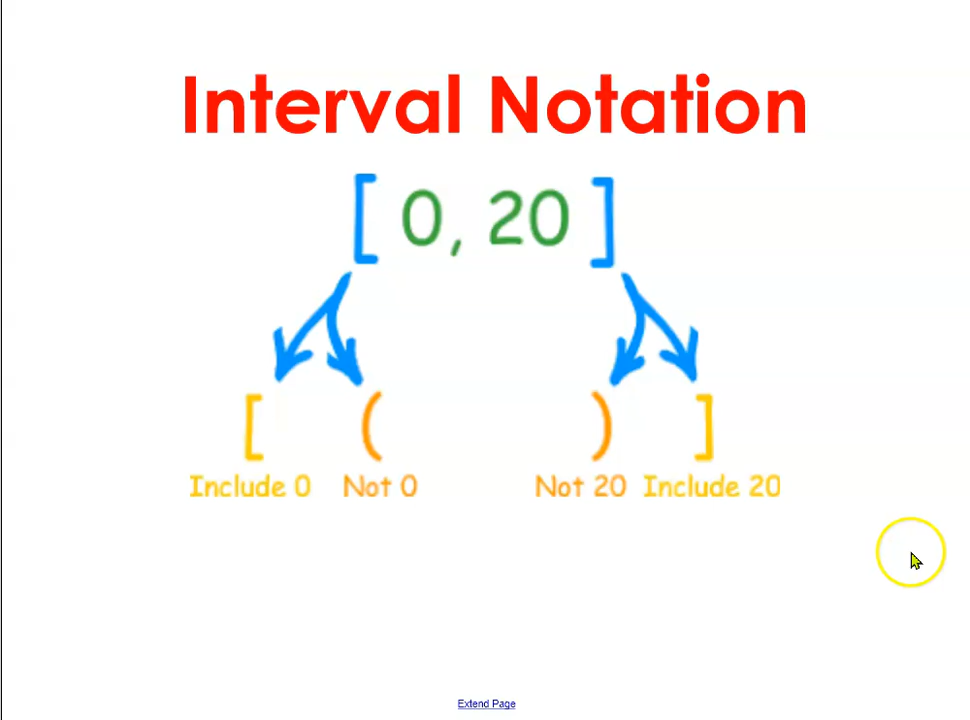 Interval Notation
[ 0, 20 ]
[ ( ) ]
Include 0 Not 0 Not 20 Include 20
Extend Page